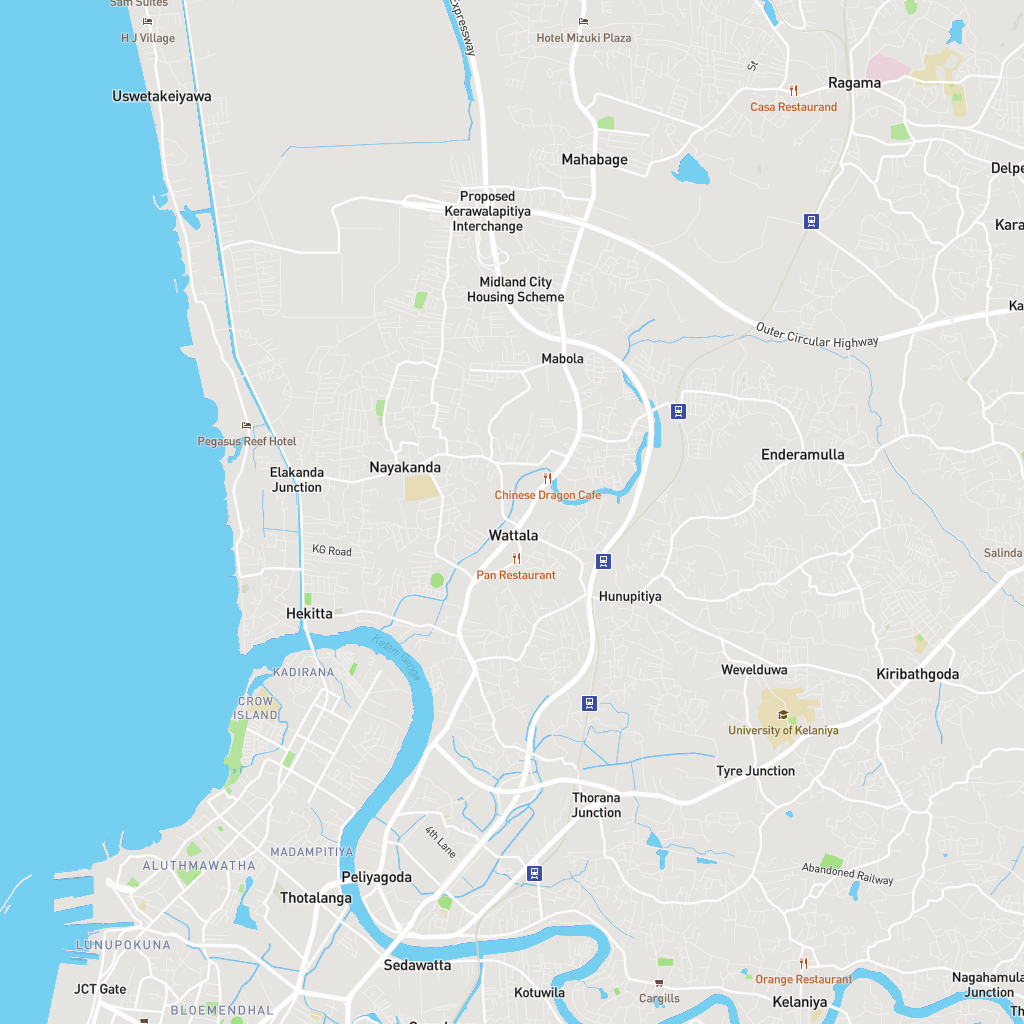 Sam Suites
H J Village
Expressway
Hotel Mizuki Plaza
St
Ragama
Casa Restaurand
Uswetakeiyawa
Mahabage
Delpe
Proposed
Kerawalapitiya
Interchange
Kara
Midland City
Housing Scheme
Ka
Outer Circular Highway
Mabola
Pegasus Reef Hotel
Enderamulla
Nayakanda
Elakanda
Junction
Chinese Dragon Cafe
Wattala
KG Road
Salinda
Pan Restaurant
Hunupitiya
Hekitta
Kelani Ganga
KADIRANA
Wevelduwa
Kiribathgoda
CROW
ISLAND
University of Kelaniya
Tyre Junction
Thorana
Junction
4th Lane
MADAMPITIYA
ALUTHMAWATHA
Abandoned Railway
Peliyagoda
Thotalanga
LUNUPOKUNA
Sedawatta
JCT Gate
Orange Restaurant
Nagahamula
Junction
Kotuwila
Cargills
Kelaniya
BLOEMENDHAL
Th